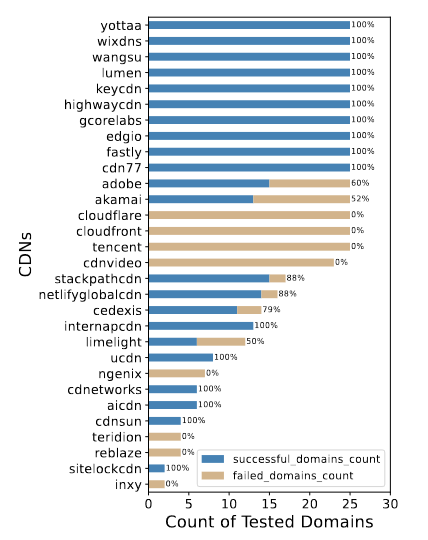 yottaa 100%
wixdns 100%
wangsu 100%
lumen 100%
keycdn 100%
highwaycdn 100%
gcorelabs 100%
edgio 100%
fastly 100%
cdn77 100%
adobe 60%
akamai 52%
cloudflare 0%
cloudfront 0%
tencent 0%
cdnvideo 0%
stackpathcdn 88%
netlifyglobalcdn 88%
cedexis 79%
internapcdn 100%
limelight 50%
ucdn 100%
ngenix 0%
cdnetworks 100%
aicdn 100%
cdnsun 100%
teridion 0%
reblaze 0%
sitelockcdn 100%
inxy 0%
CDNs
successful_domains_count
failed_domains_count
0 5 10 15 20 25 30
Count of Tested Domains